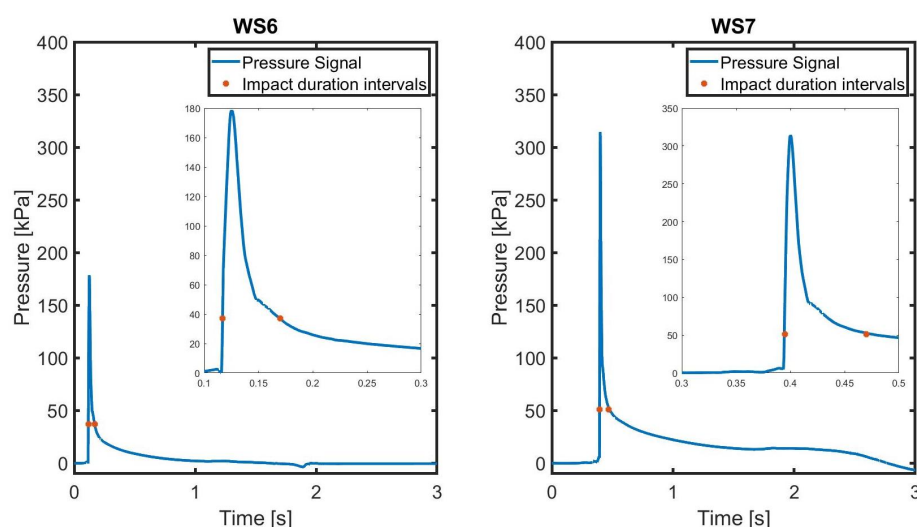 WS6
400
350
300
250
200
150
100
50
0
Pressure [kPa]
Pressure Signal
Impact duration intervals
180
160
140
120
100
80
60
40
20
0
0.1 0.15 0.2 0.25 0.3
0 1 2 3
Time [s]
WS7
400
350
300
250
200
150
100
50
0
Pressure [kPa]
Pressure Signal
Impact duration intervals
350
300
250
200
150
100
50
0
0.3 0.35 0.4 0.45 0.5
0 1 2 3
Time [s]